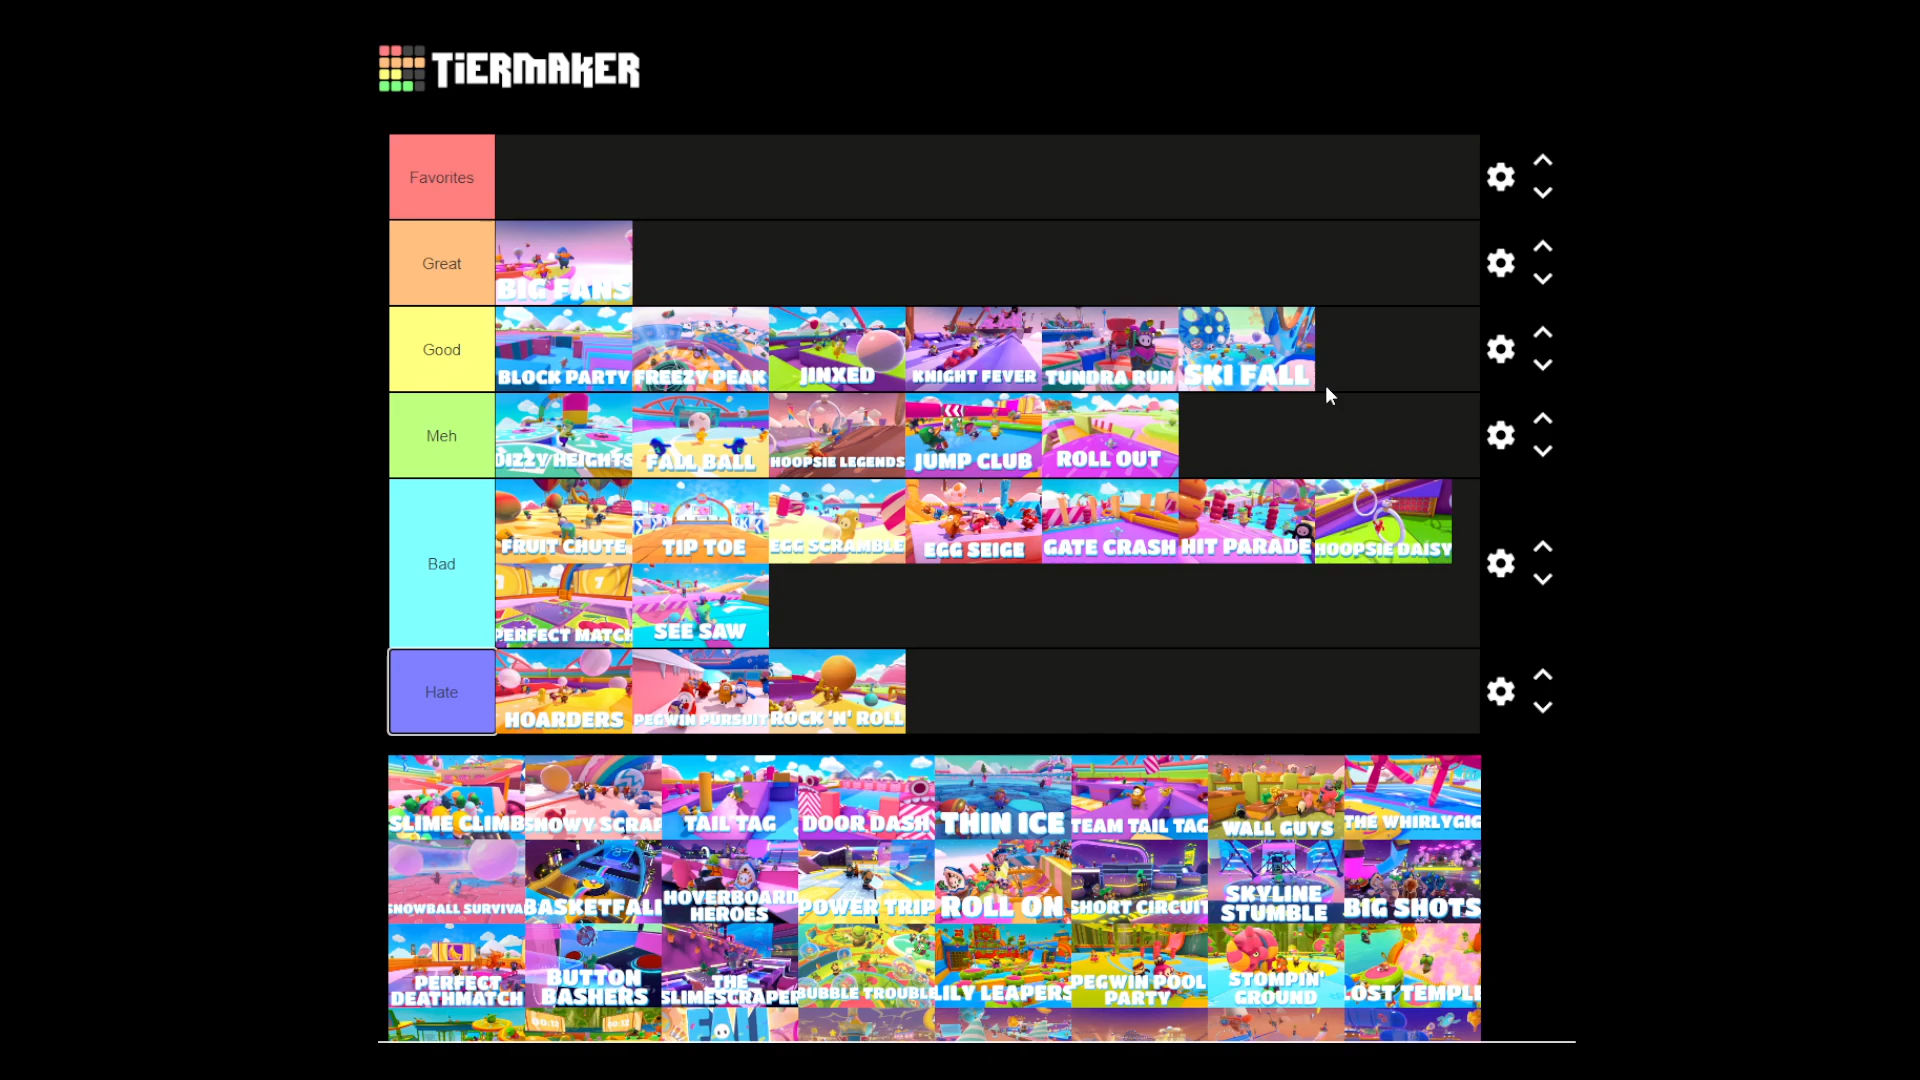 TiERMAKER
Favorites
Great
BIG FANS
Good
BLOCK PARTY FREEZY PEAK JINXED KNIGHT FEVER TUNDRA RUN SKI FALL
Meh
DIZZY HEIGHTS FALL BALL HOOPSIE LEGENDS JUMP CLUB ROLL OUT
Bad
FRUIT CHUTE TIP TOE EGG SCRAMBLE EGG SEIGE GATE CRASH HIT PARADE HOOPSIE DAISY
PERFECT MATCH SEE SAW
Hate
HOARDERS PEGWIN PURSUIT ROCK 'N' ROLL
SLIME CLIMB SNOWY SCRAP TAIL TAG DOOR DASH THIN ICE TEAM TAIL TAG WALL GUYS THE WHIRLYGIG
SNOWBALL SURVIVAL BASKETFALL HOVERBOARD HEROES POWER TRIP ROLL ON SHORT CIRCUIT SKYLINE STUMBLE BIG SHOTS
PERFECT DEATHMATCH BUTTON BASHERS THE SLIMESCRAPER BUBBLE TROUBLE LILY LEAPERS PEGWIN POOL PARTY STOMPIN' GROUND LOST TEMPLE